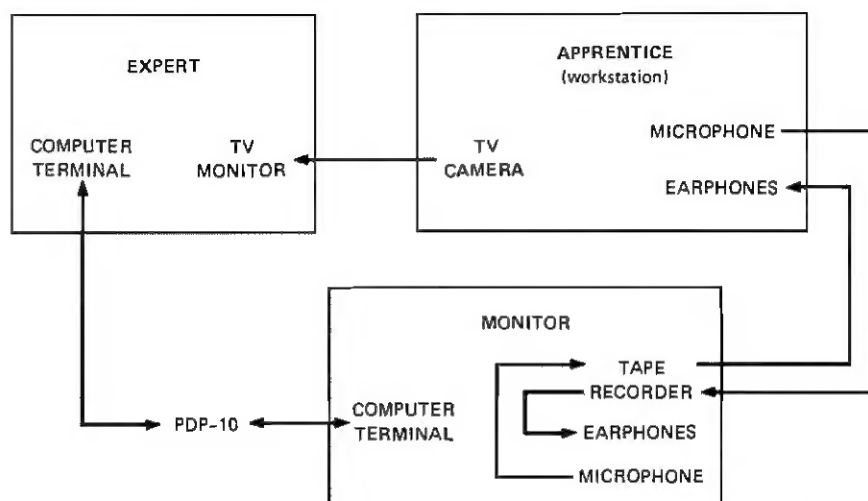 EXPERT
COMPUTER
TERMINAL
TV
MONITOR
APPRENTICE
(workstation)
TV
CAMERA
MICROPHONE
EARPHONES
MONITOR
TAPE
RECORDER
EARPHONES
MICROPHONE
COMPUTER
TERMINAL
PDP-10